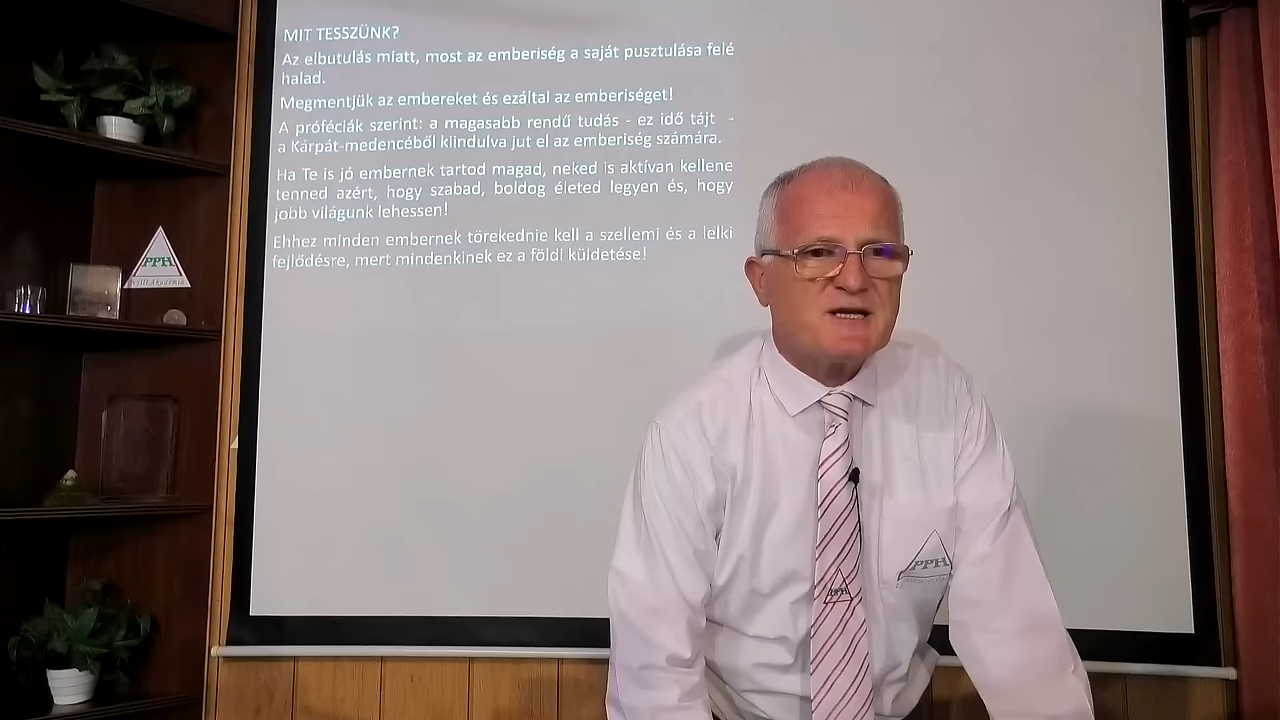 MIT TESSZÜNK?
Az elbutulás miatt, most az emberiség a saját pusztulása felé
halad.
Megmentjük az embereket és ezáltal az emberiséget!
A próféciák szerint: a magasabb rendű tudás - ez idő tájt -
a Kárpát-medencéből kiindulva jut el az emberiség számára.
Ha Te is jó embernek tartod magad, neked is aktívan kellene
tenned azért, hogy szabad, boldog életed legyen és, hogy
jobb világunk lehessen!
Ehhez minden embernek törekednie kell a szellemi és a lelki
fejlődésre, mert mindenkinek ez a földi küldetése!
PPH
Nyílt Akadémia
PPH
PPH